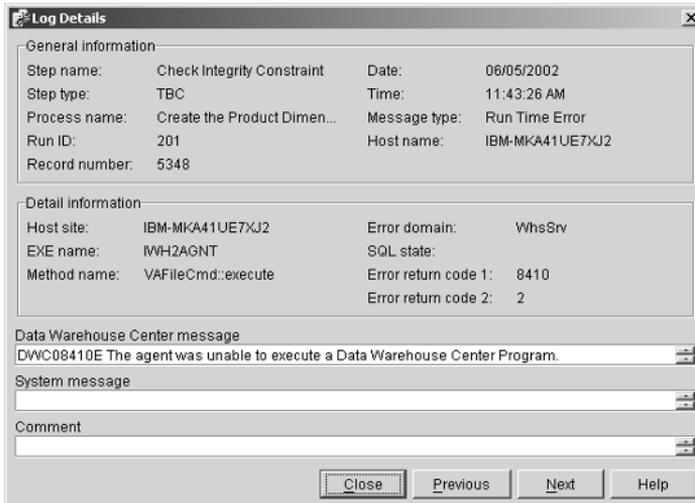 Log Details
General information
Step name: Check Integrity Constraint Date: 06/05/2002
Step type: TBC Time: 11:43:26 AM
Process name: Create the Product Dimen... Message type: Run Time Error
Run ID: 201 Host name: IBM-MKA41UE7XJ2
Record number: 5348
Detail information
Host site: IBM-MKA41UE7XJ2 Error domain: WhsSrv
EXE name: IWH2AGNT SQL state:
Method name: VAFileCmd::execute Error return code 1: 8410
Error return code 2: 2
Data Warehouse Center message
DWC08410E The agent was unable to execute a Data Warehouse Center Program.
System message
Comment
Close Previous Next Help